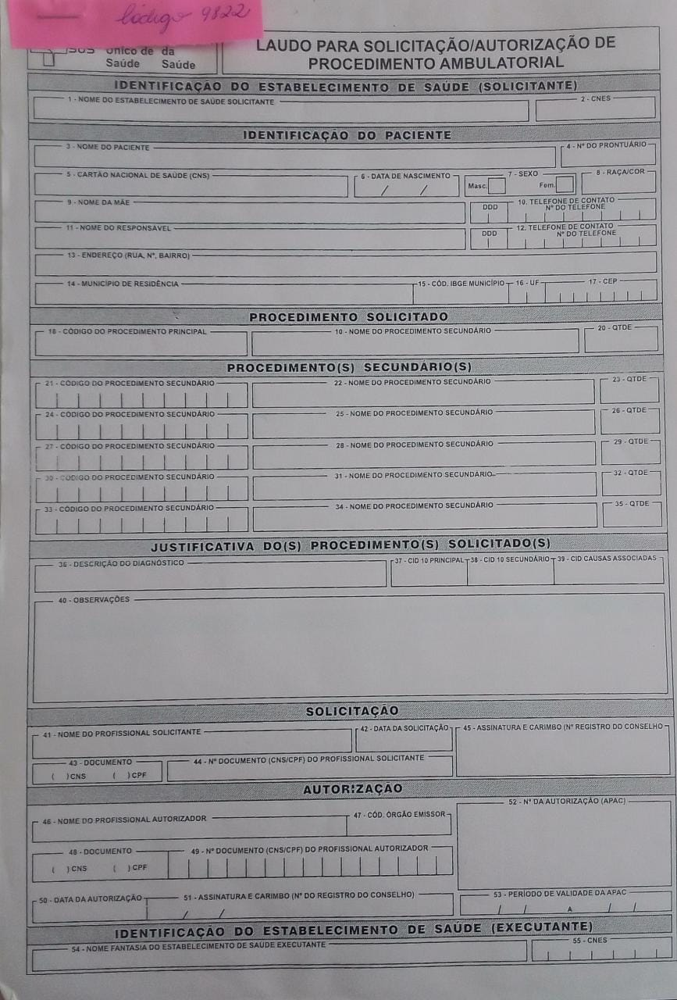 Código 9822
SUS Único de da
Saúde Saúde
LAUDO PARA SOLICITAÇÃO/AUTORIZAÇÃO DE
PROCEDIMENTO AMBULATORIAL
IDENTIFICAÇÃO DO ESTABELECIMENTO DE SAÚDE (SOLICITANTE)
1 - NOME DO ESTABELECIMENTO DE SAÚDE SOLICITANTE 2 - CNES
IDENTIFICAÇÃO DO PACIENTE
3 - NOME DO PACIENTE 4 - Nº DO PRONTUÁRIO
5 - CARTÃO NACIONAL DE SAÚDE (CNS) 6 - DATA DE NASCIMENTO 7 - SEXO 8 - RAÇA/COR
/ / Masc. Fem.
9 - NOME DA MÃE 10. TELEFONE DE CONTATO
DDD Nº DO TELEFONE
11 - NOME DO RESPONSÁVEL 12. TELEFONE DE CONTATO
DDD Nº DO TELEFONE
13 - ENDEREÇO (RUA, Nº, BAIRRO)
14 - MUNICÍPIO DE RESIDÊNCIA 15 - CÓD. IBGE MUNICÍPIO 16 - UF 17 - CEP
PROCEDIMENTO SOLICITADO
18 - CÓDIGO DO PROCEDIMENTO PRINCIPAL 10 - NOME DO PROCEDIMENTO SECUNDÁRIO 20 - QTDE
PROCEDIMENTO(S) SECUNDÁRIO(S)
21 - CÓDIGO DO PROCEDIMENTO SECUNDÁRIO 22 - NOME DO PROCEDIMENTO SECUNDÁRIO 23 - QTDE
24 - CÓDIGO DO PROCEDIMENTO SECUNDÁRIO 25 - NOME DO PROCEDIMENTO SECUNDÁRIO 26 - QTDE
27 - CÓDIGO DO PROCEDIMENTO SECUNDÁRIO 28 - NOME DO PROCEDIMENTO SECUNDÁRIO 29 - QTDE
30 - CÓDIGO DO PROCEDIMENTO SECUNDÁRIO 31 - NOME DO PROCEDIMENTO SECUNDÁRIO 32 - QTDE
33 - CÓDIGO DO PROCEDIMENTO SECUNDÁRIO 34 - NOME DO PROCEDIMENTO SECUNDÁRIO 35 - QTDE
JUSTIFICATIVA DO(S) PROCEDIMENTO(S) SOLICITADO(S)
36 - DESCRIÇÃO DO DIAGNÓSTICO 37 - CID 10 PRINCIPAL 38 - CID 10 SECUNDÁRIO 39 - CID CAUSAS ASSOCIADAS
40 - OBSERVAÇÕES
SOLICITAÇÃO
41 - NOME DO PROFISSIONAL SOLICITANTE 42 - DATA DA SOLICITAÇÃO 45 - ASSINATURA E CARIMBO (Nº REGISTRO DO CONSELHO
43 - DOCUMENTO 44 - Nº DOCUMENTO (CNS/CPF) DO PROFISSIONAL SOLICITANTE
( )CNS ( )CPF
AUTORIZAÇÃO
46 - NOME DO PROFISSIONAL AUTORIZADOR 47 - CÓD. ÓRGÃO EMISSOR 52 - Nº DA AUTORIZAÇÃO (APAC)
48 - DOCUMENTO 49 - Nº DOCUMENTO (CNS/CPF) DO PROFISSIONAL AUTORIZADOR
( )CNS ( )CPF
50 - DATA DA AUTORIZAÇÃO 51 - ASSINATURA E CARIMBO (Nº DO REGISTRO DO CONSELHO) 53 - PERÍODO DE VALIDADE DA APAC
/ / / / A / /
IDENTIFICAÇÃO DO ESTABELECIMENTO DE SAÚDE (EXECUTANTE)
54 - NOME FANTASIA DO ESTABELECIMENTO DE SAÚDE EXECUTANTE 55 - CNES